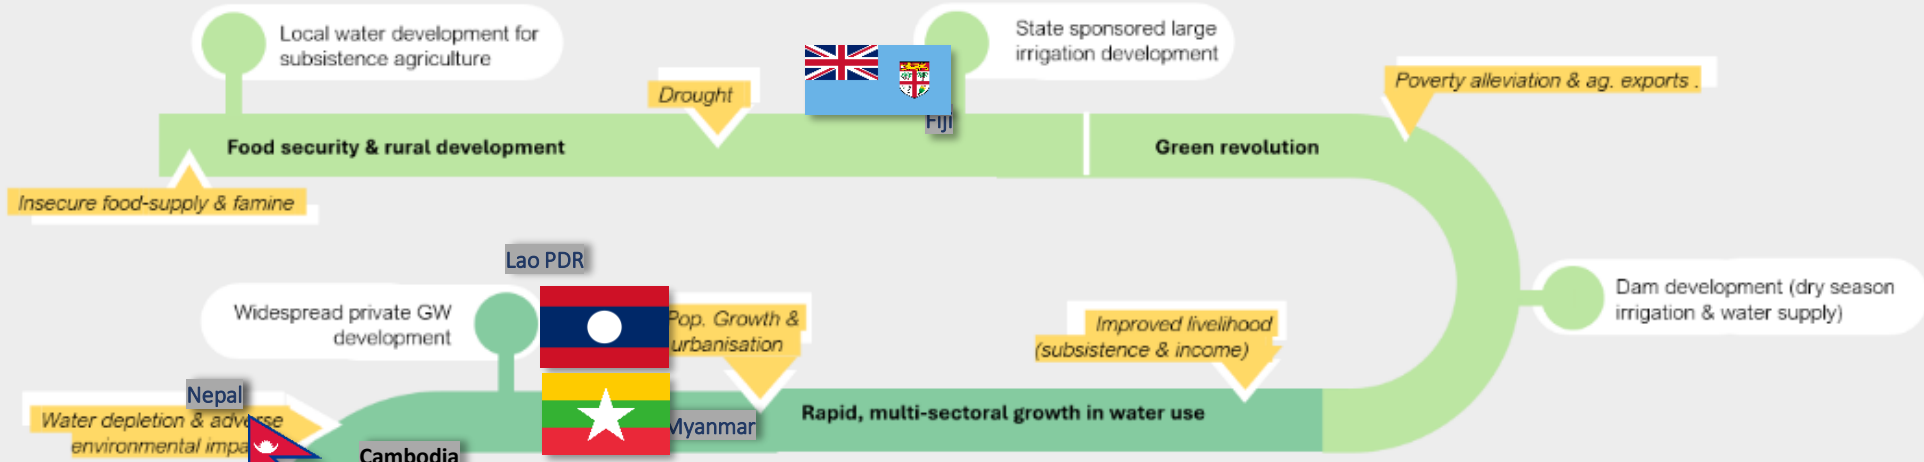 Local water development for
subsistence agriculture
State sponsored large
irrigation development
Drought
Poverty alleviation & ag. exports .
Fiji
Food security & rural development
Green revolution
Insecure food-supply & famine
Lao PDR
Dam development (dry season
irrigation & water supply)
Widespread private GW
development
Pop. Growth &
urbanisation
Improved livelihood
(subsistence & income)
Nepal
Rapid, multi-sectoral growth in water use
Water depletion & adverse
environmental impa
Myanmar
Cambodia